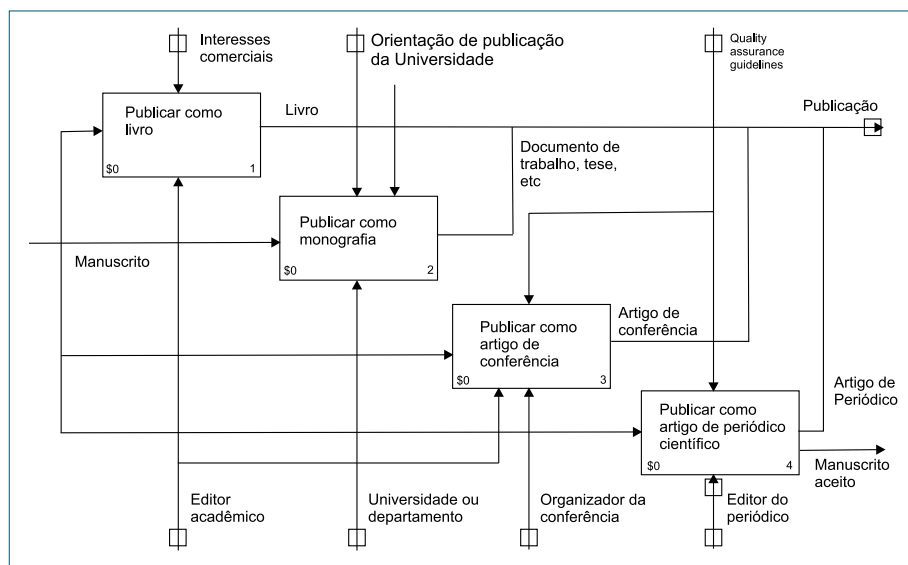 Interesses
comerciais
Orientação de publicação
da Universidade
Quality
assurance
guidelines
Publicar como
livro
$0
1
Livro
Publicação
Documento de
trabalho, tese,
etc
Publicar como
monografia
$0
2
Manuscrito
Publicar como
artigo de
conferência
$0
3
Artigo de
conferência
Publicar como
artigo de periódico
científico
$0
4
Artigo de
Periódico
Manuscrito
aceito
Editor
acadêmico
Universidade ou
departamento
Organizador da
conferência
Editor do
periódico